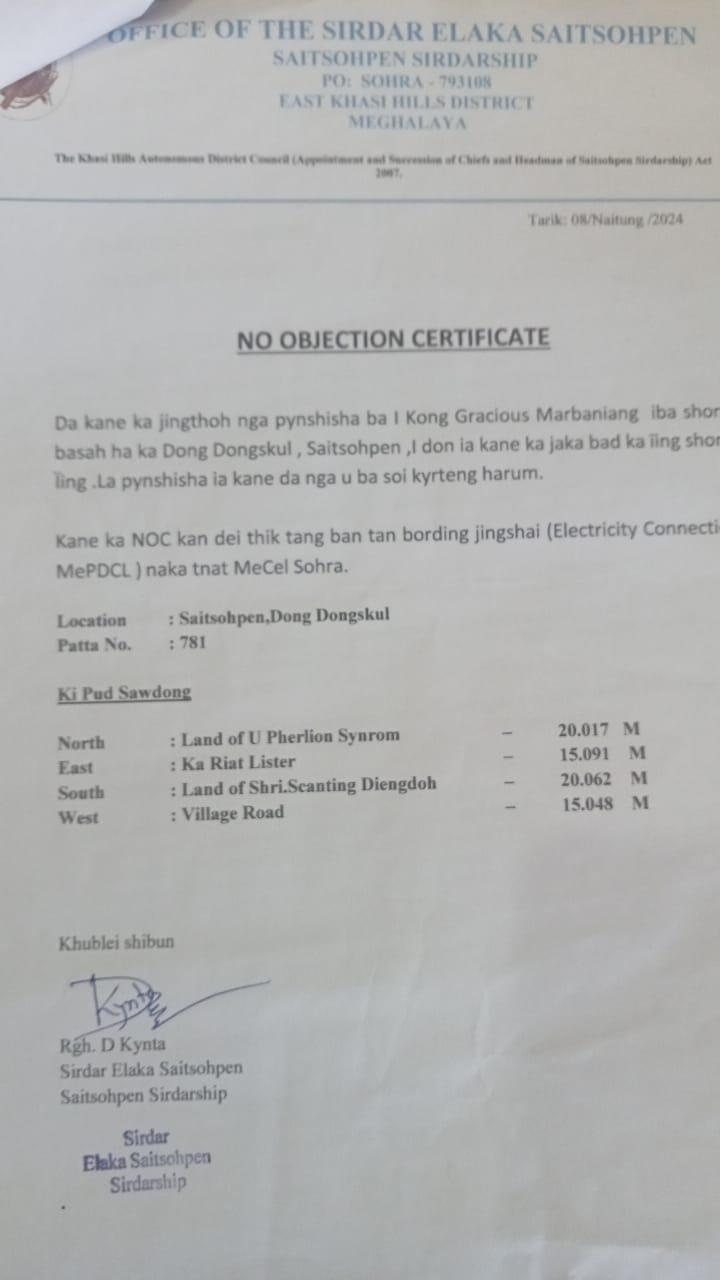 OFFICE OF THE SIRDAR ELAKA SAITSOHPEN
SAITSOHPEN SIRDARSHIP
PO: SOHRA - 793108
EAST KHASI HILLS DISTRICT
MEGHALAYA
The Khasi Hills Autonomous District Council (Appointment and Succession of Chiefs and Headman of Saitsohpen Sirdarship) Act
2007.
Tarik: 08/Naitung /2024
NO OBJECTION CERTIFICATE
Da kane ka jingthoh nga pynshisha ba I Kong Gracious Marbaniang iba shon
basah ha ka Dong Dongskul , Saitsohpen ,I don ia kane ka jaka bad ka ïing shon
ïing .La pynshisha ia kane da nga u ba soi kyrteng harum.
Kane ka NOC kan dei thik tang ban tan bording jingshai (Electricity Connecti
MePDCL ) naka tnat MeCel Sohra.
Location : Saitsohpen,Dong Dongskul
Patta No. : 781
Ki Pud Sawdong
North : Land of U Pherlion Synrom – 20.017 M
East : Ka Riat Lister – 15.091 M
South : Land of Shri.Scanting Diengdoh – 20.062 M
West : Village Road – 15.048 M
Khublei shibun
Kynta
Rgh. D Kynta
Sirdar Elaka Saitsohpen
Saitsohpen Sirdarship
Sirdar
Elaka Saitsohpen
Sirdarship